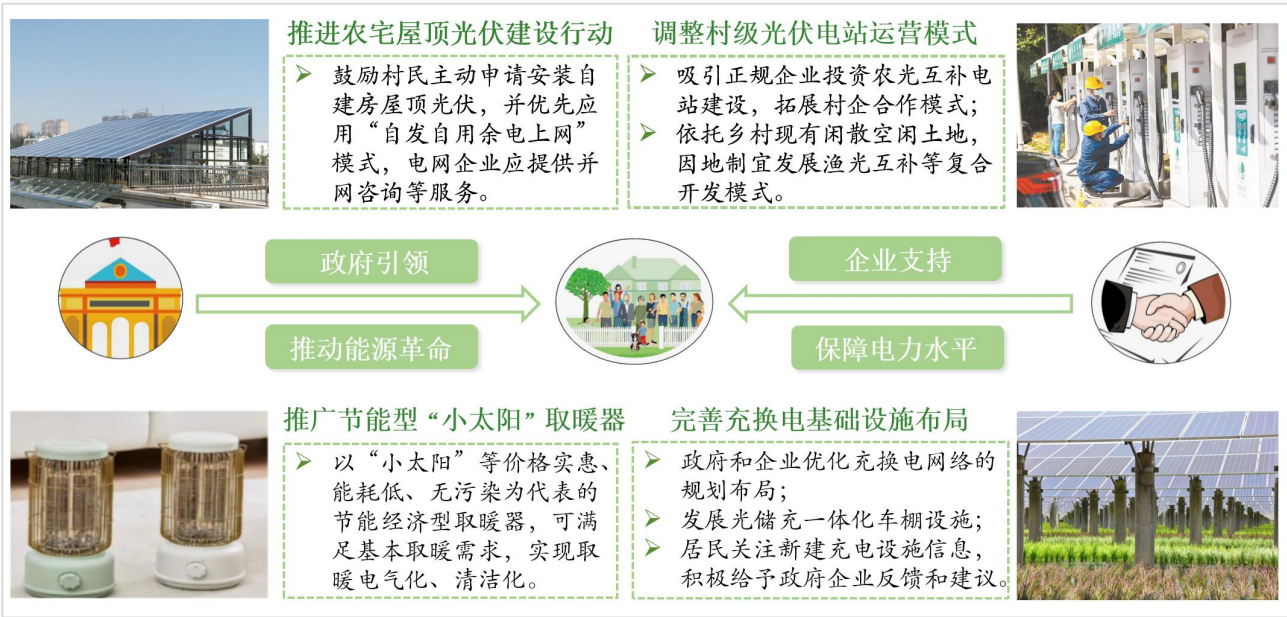 推进农宅屋顶光伏建设行动
➢ 鼓励村民主动申请安装自
建房屋顶光伏，并优先应
用“自发自用余电上网”
模式，电网企业应提供并
网咨询等服务。
调整村级光伏电站运营模式
➢ 吸引正规企业投资农光互补电
站建设，拓展村企合作模式；
➢ 依托乡村现有闲散空闲土地，
因地制宜发展渔光互补等复合
开发模式。
政府引领
推动能源革命
企业支持
保障电力水平
推广节能型“小太阳”取暖器
➢ 以“小太阳”等价格实惠、
能耗低、无污染为代表的
节能经济型取暖器，可满
足基本取暖需求，实现取
暖电气化、清洁化。
完善充换电基础设施布局
➢ 政府和企业优化充换电网络的
规划布局；
➢ 发展光储充一体化车棚设施；
➢ 居民关注新建充电设施信息，
积极给予政府企业反馈和建议。